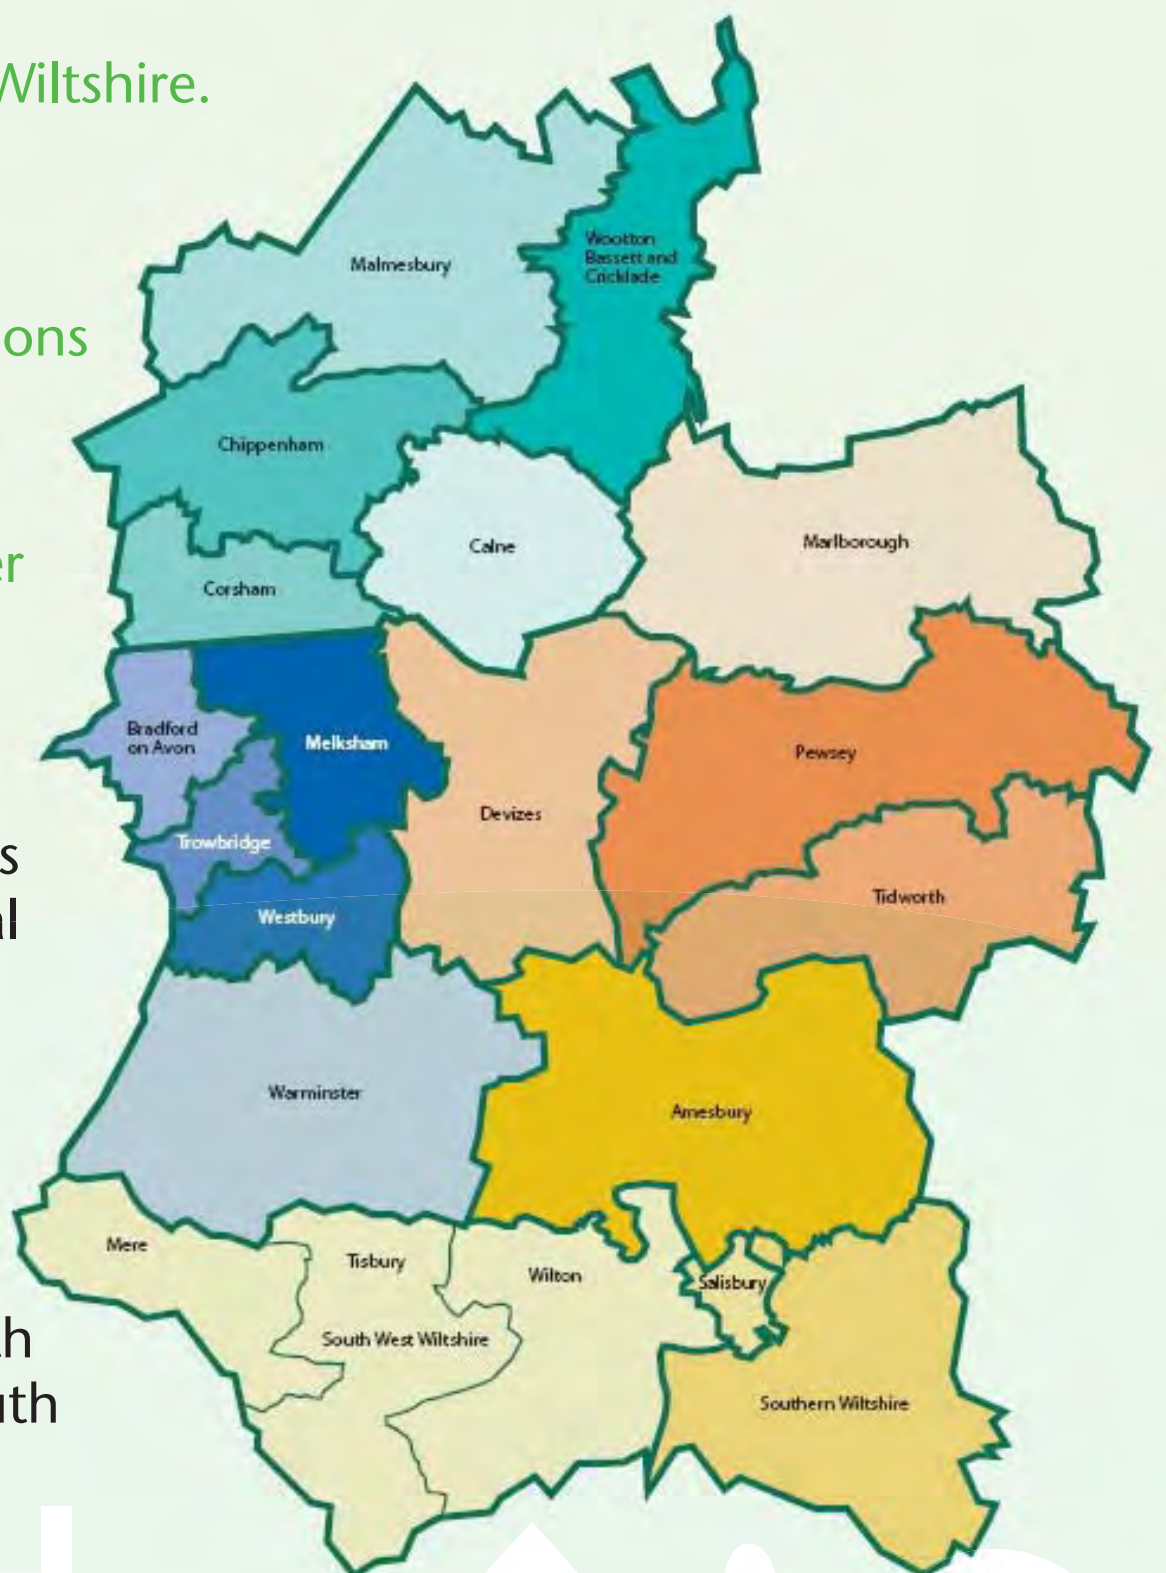 Wiltshire.
ons
er
s
al
th
uth
Malmesbury
Wootton
Bassett and
Cricklade
Chippenham
Calne
Marlborough
Corsham
Bradford
on Avon
Melksham
Pewsey
Devizes
Trowbridge
Tidworth
Westbury
Warminster
Amesbury
Mere
Tisbury
Wilton
Salisbury
South West Wiltshire
Southern Wiltshire